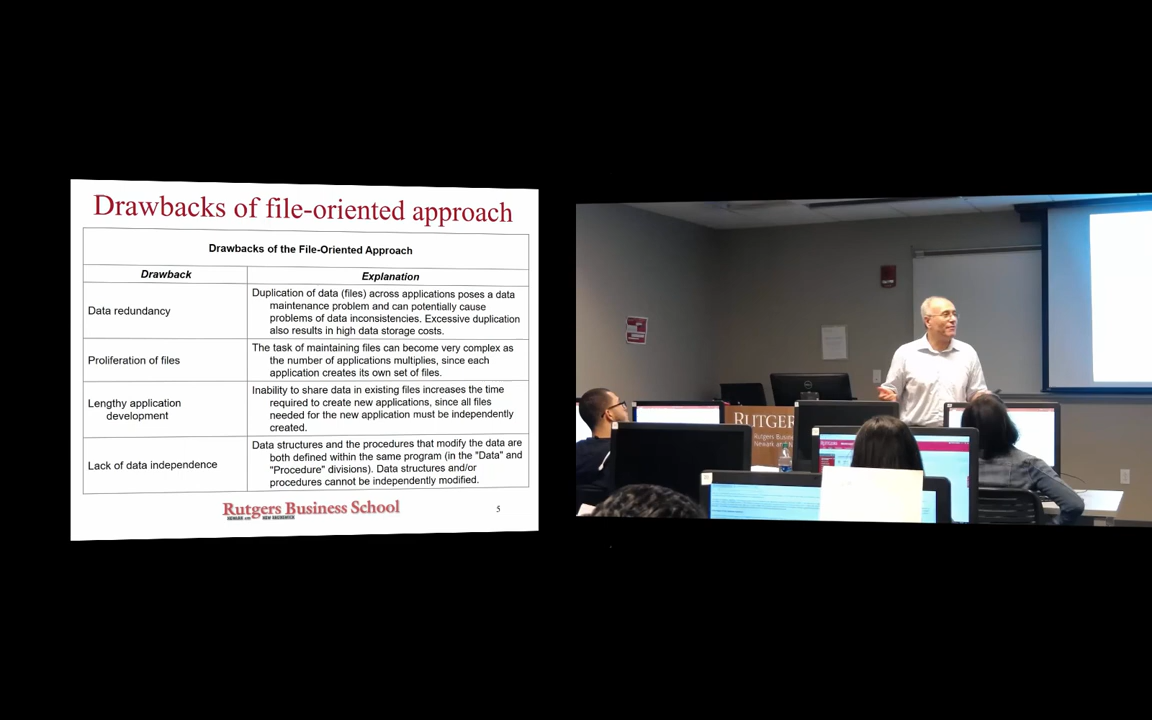 Drawbacks of file-oriented approach
Drawbacks of the File-Oriented Approach
Drawback
Explanation
Data redundancy
Duplication of data (files) across applications poses a data
maintenance problem and can potentially cause
problems of data inconsistencies. Excessive duplication
also results in high data storage costs.
Proliferation of files
The task of maintaining files can become very complex as
the number of applications multiplies, since each
application creates its own set of files.
Lengthy application
development
Inability to share data in existing files increases the time
required to create new applications, since all files
needed for the new application must be independently
created.
Lack of data independence
Data structures and the procedures that modify the data are
both defined within the same program (in the "Data" and
"Procedure" divisions). Data structures and/or
procedures cannot be independently modified.
Rutgers Business School
5
RUTGER
Rutgers Busine
Newark and N